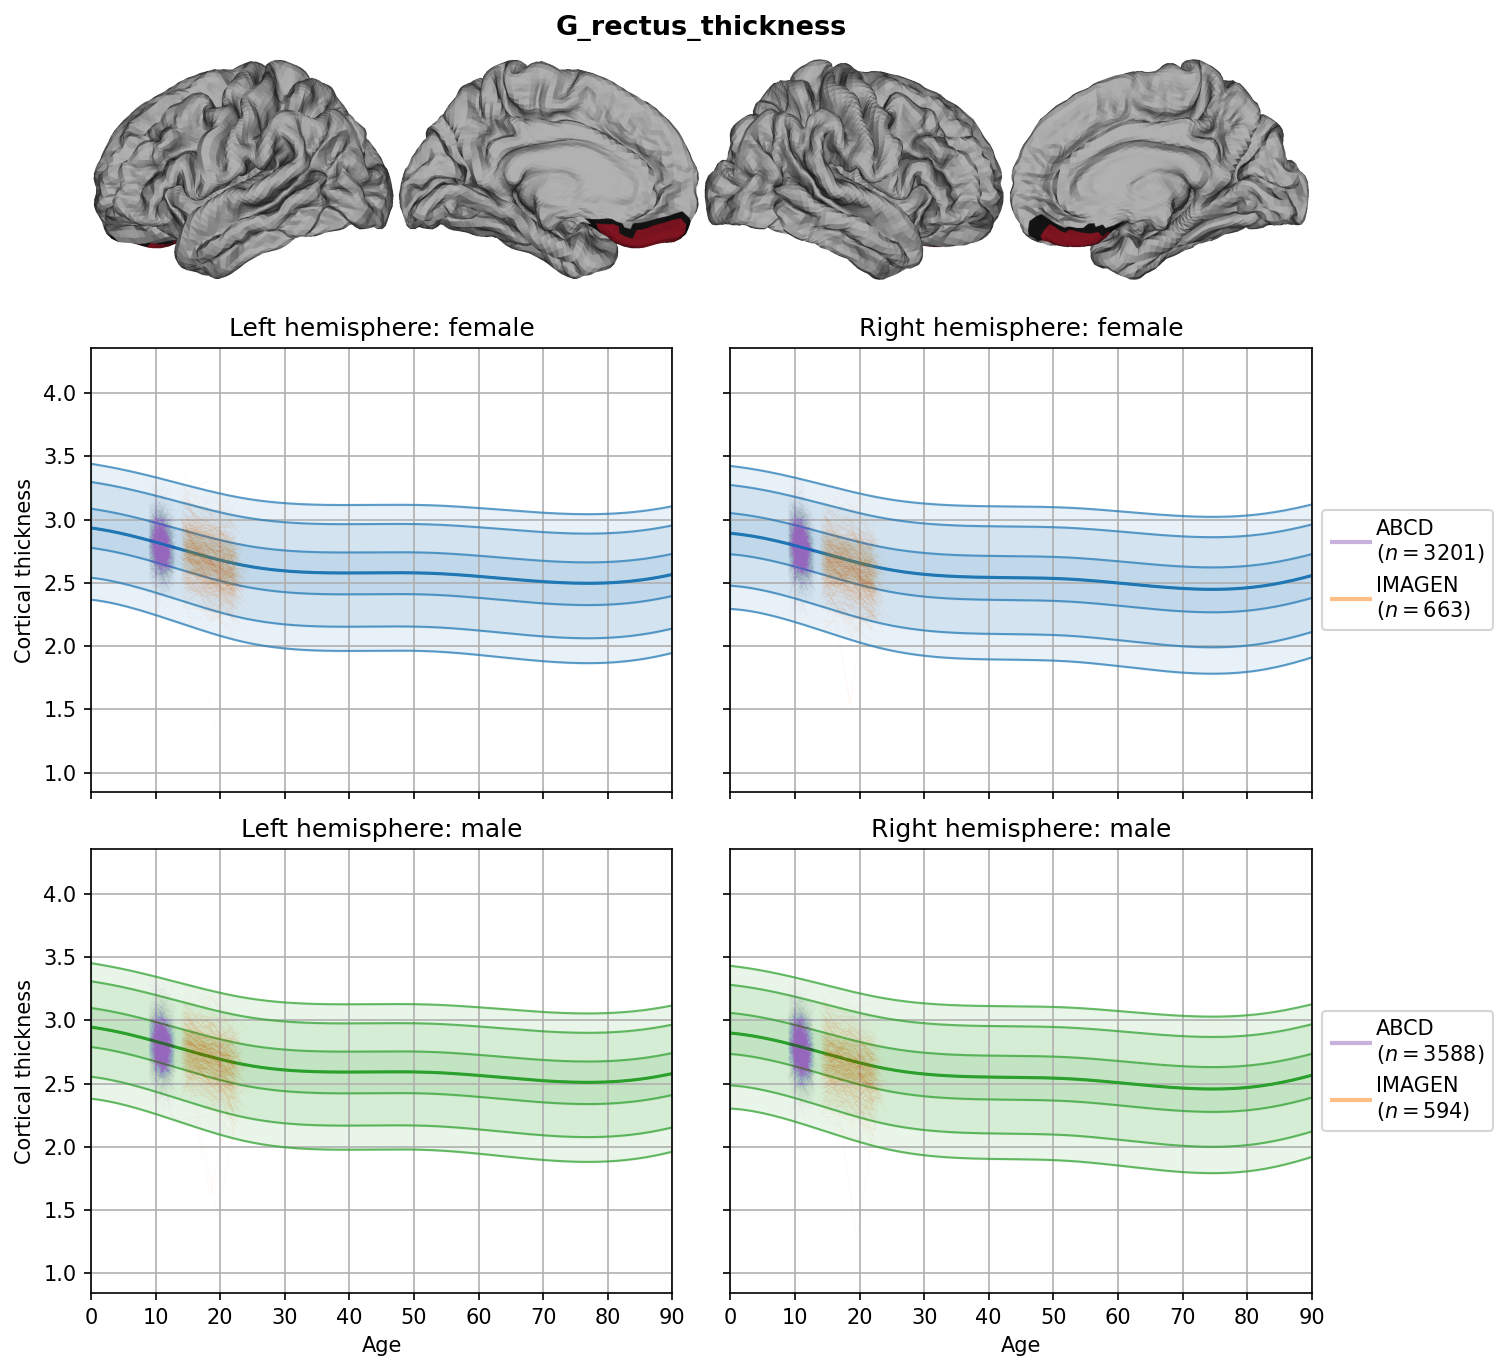 G_rectus_thickness
Left hemisphere: female
Right hemisphere: female
Cortical thickness
4.0
3.5
3.0
2.5
2.0
1.5
1.0
ABCD
(n = 3201)
IMAGEN
(n = 663)
Left hemisphere: male
Right hemisphere: male
Cortical thickness
4.0
3.5
3.0
2.5
2.0
1.5
1.0
ABCD
(n = 3588)
IMAGEN
(n = 594)
0 10 20 30 40 50 60 70 80 90
0 10 20 30 40 50 60 70 80 90
Age
Age